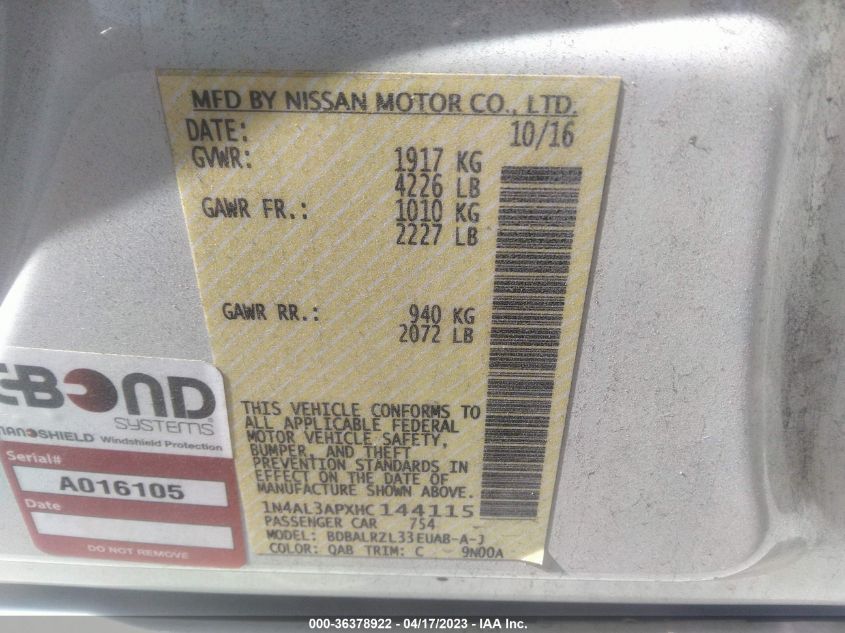 MFD BY NISSAN MOTOR CO., LTD.
DATE: 10/16
GVWR: 1917 KG
4226 LB
GAWR FR.: 1010 KG
2227 LB
GAWR RR.: 940 KG
2072 LB
THIS VEHICLE CONFORMS TO
ALL APPLICABLE FEDERAL
MOTOR VEHICLE SAFETY,
BUMPER, AND THEFT
PREVENTION STANDARDS IN
EFFECT ON THE DATE OF
MANUFACTURE SHOWN ABOVE.
1N4AL3APXHC144115
PASSENGER CAR 754
MODEL: BDBALRZL33EUAB-A-J
COLOR: QAB TRIM: C 9N00A
E-BOND
SYSTEMS
NANOSHIELD Windshield Protection
Serial#
A016105
Date
DO NOT REMOVE
000-36378922 - 04/17/2023 - IAA Inc.